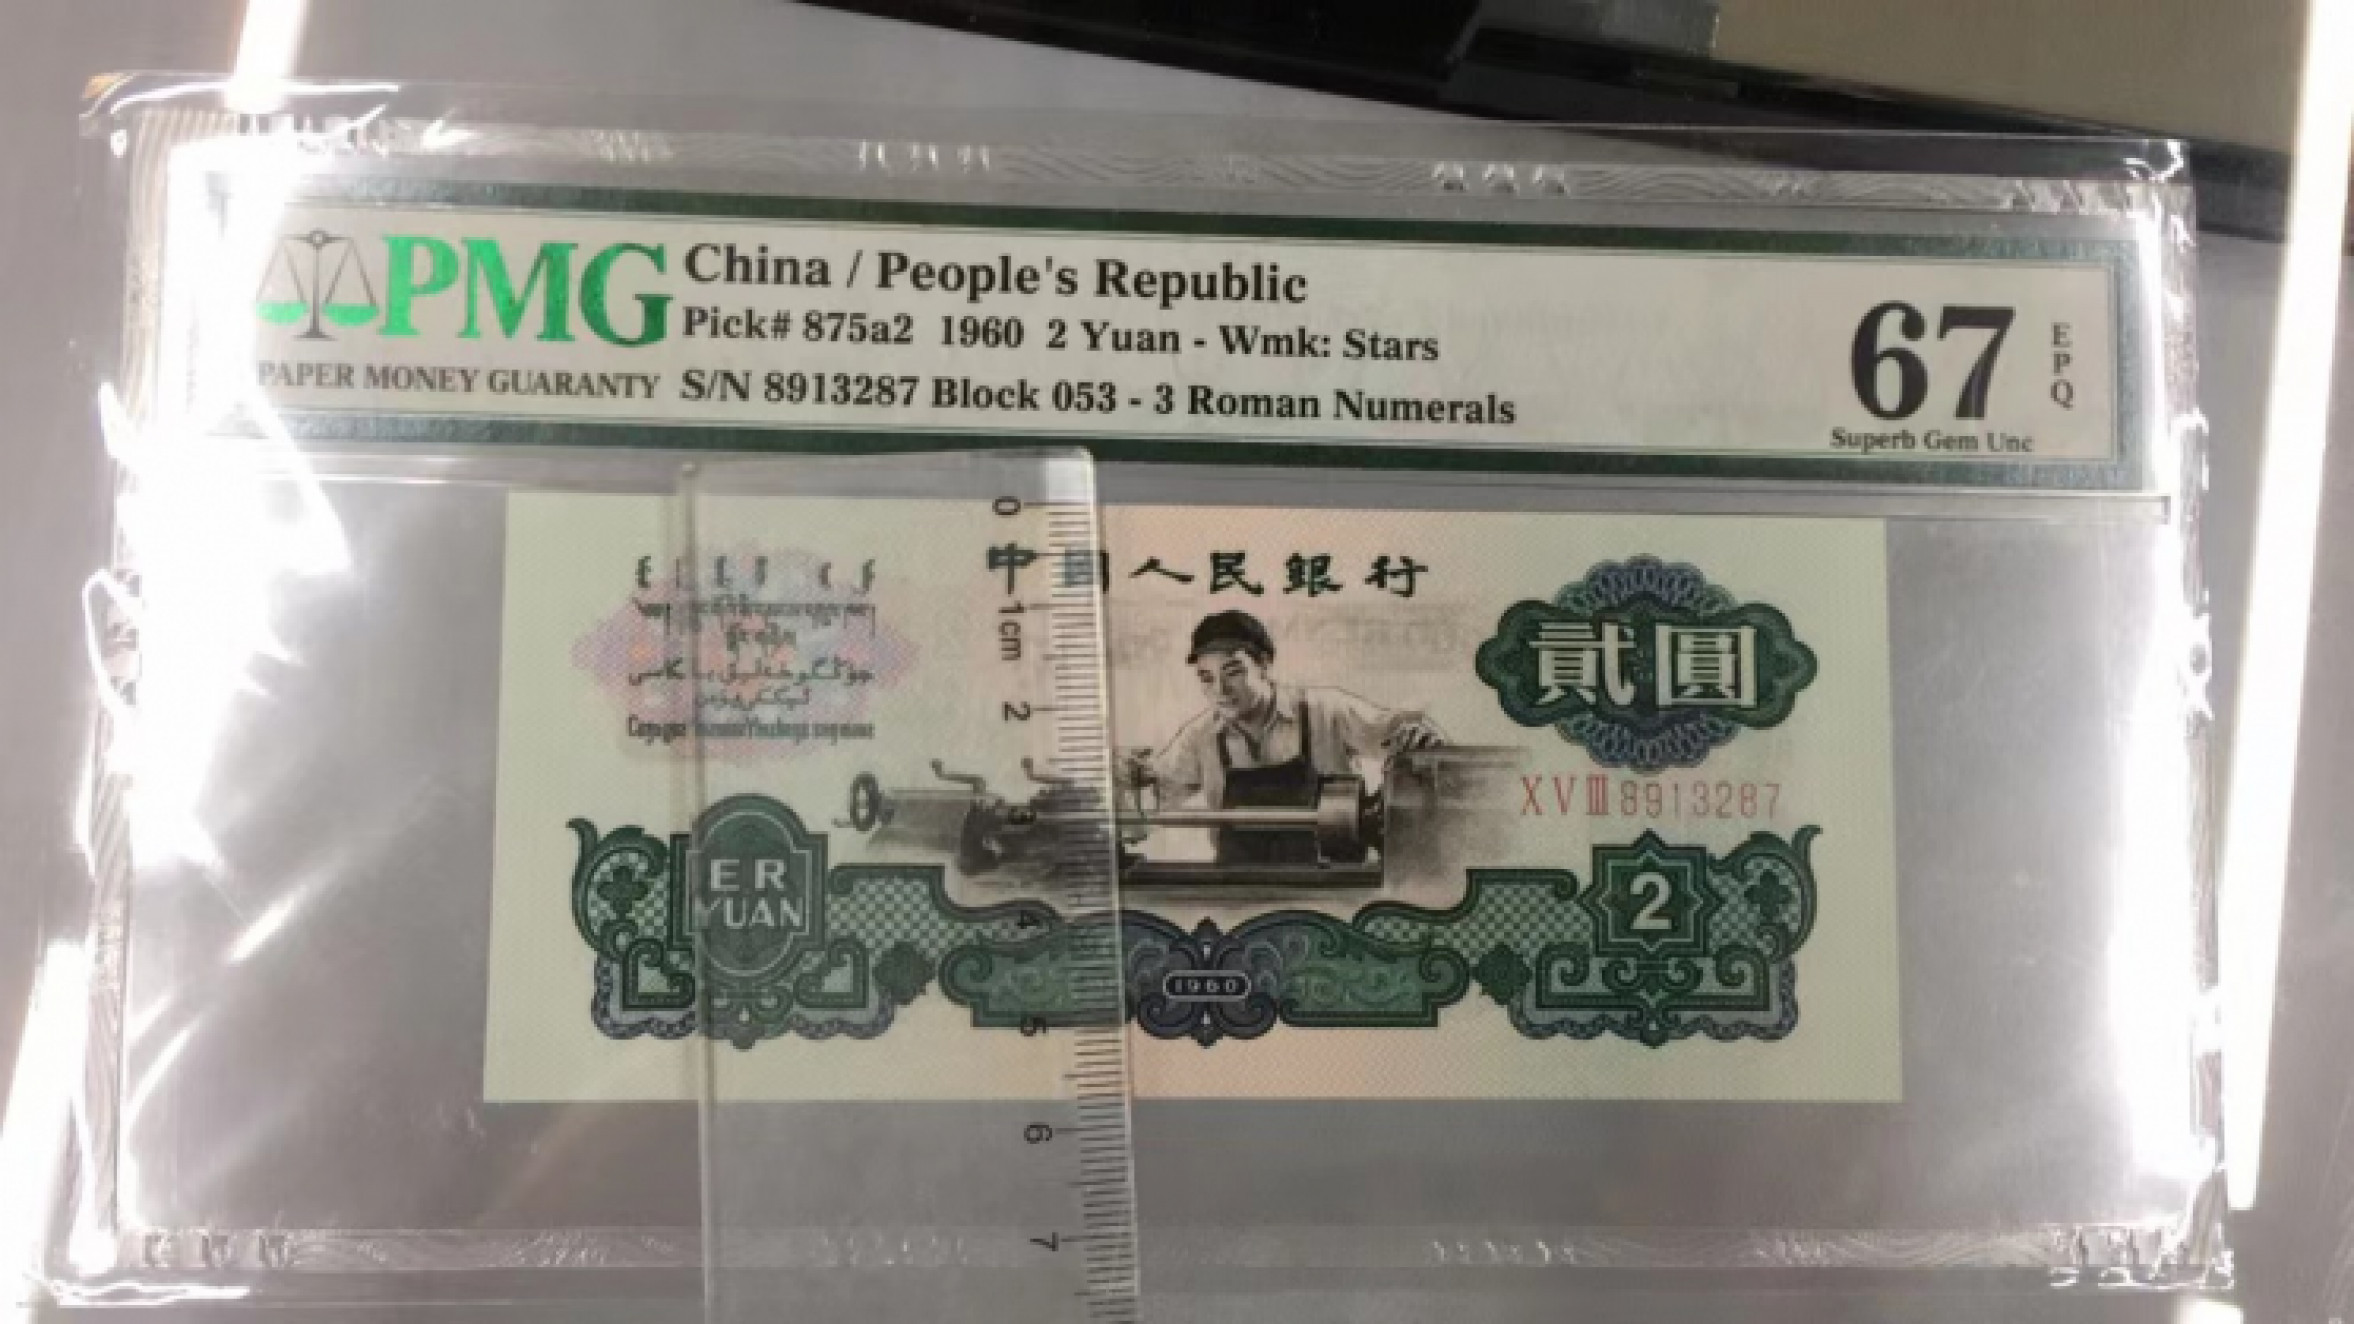 PMG
PAPER MONEY GUARANTY
China / People's Republic
Pick# 875a2 1960 2 Yuan - Wmk: Stars
S/N 8913287 Block 053 - 3 Roman Numerals
67
EPQ
Superb Gem Unc
中國人民銀行
貳圓
XVⅢ 8913287
ER
YUAN
2
1960
0
1cm
2
3
4
5
6
7